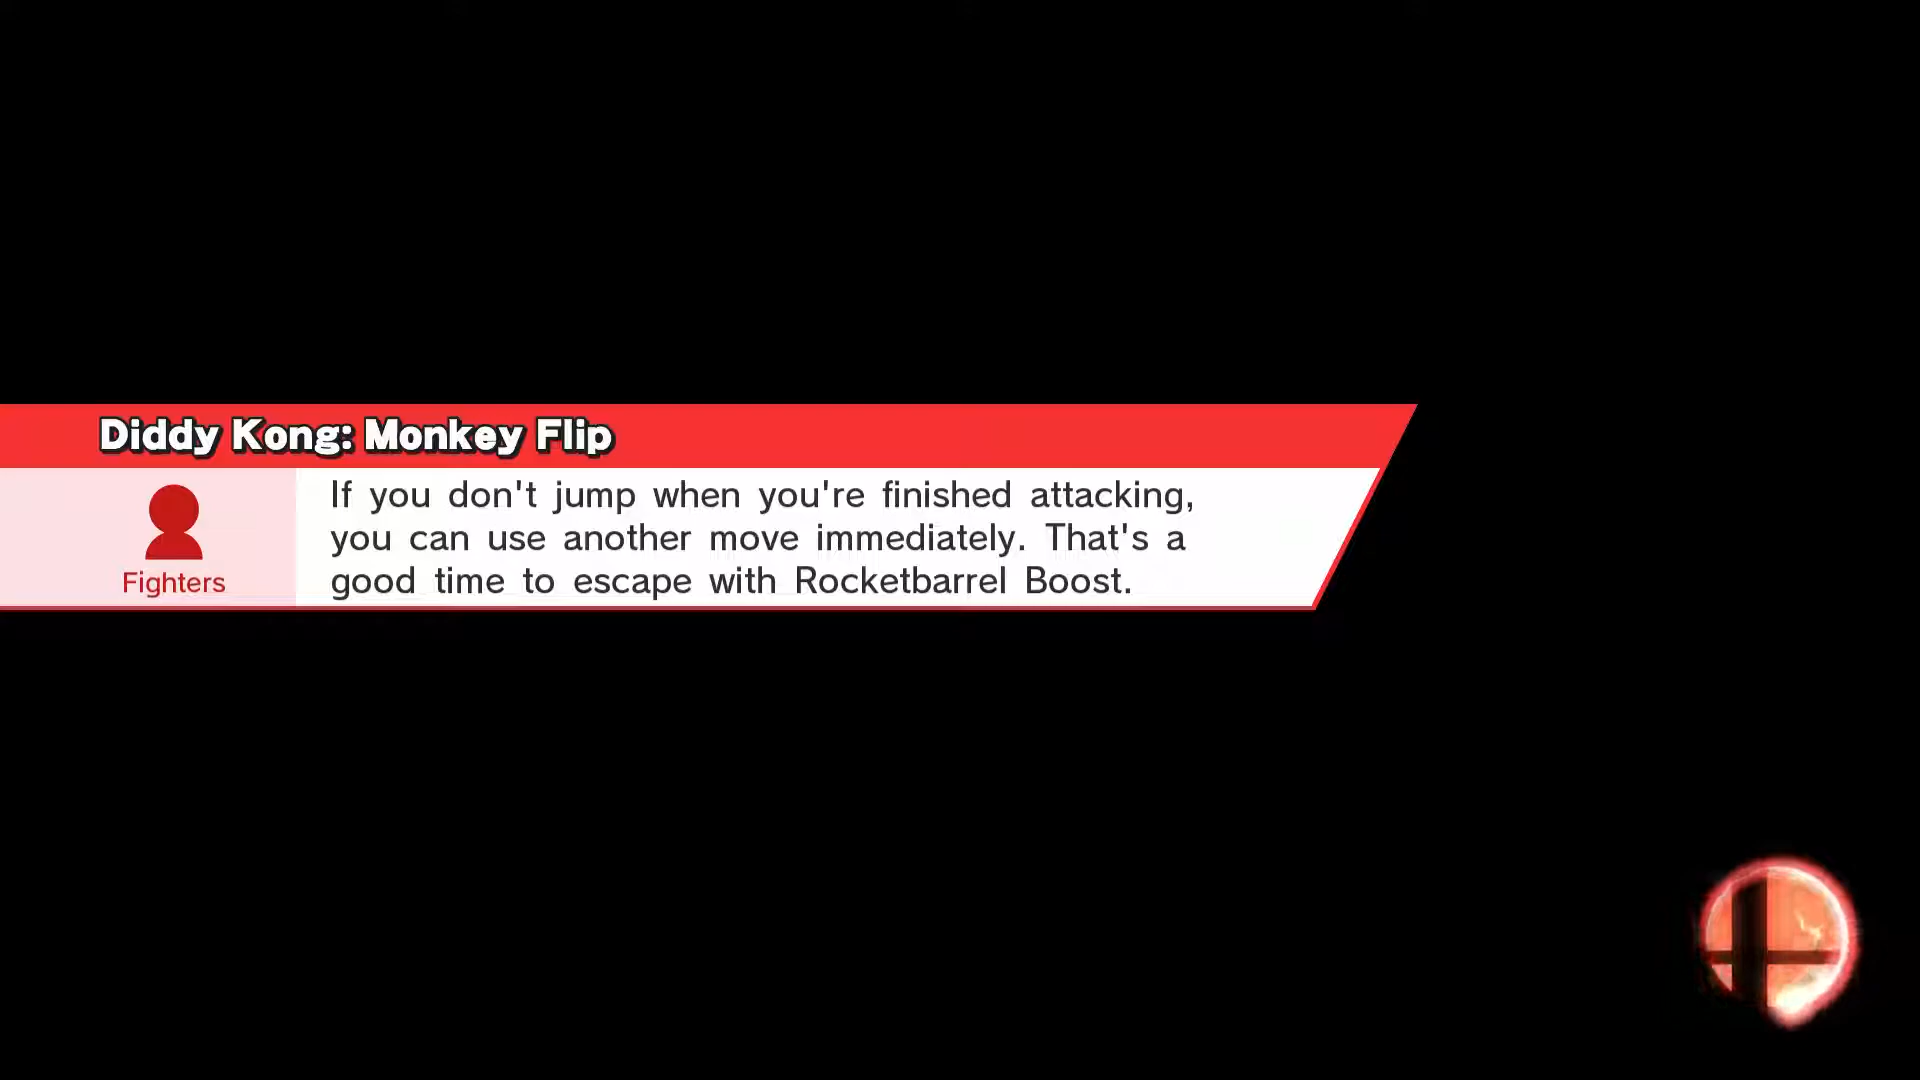 Diddy Kong: Monkey Flip
If you don't jump when you're finished attacking,
you can use another move immediately. That's a
good time to escape with Rocketbarrel Boost.
Fighters